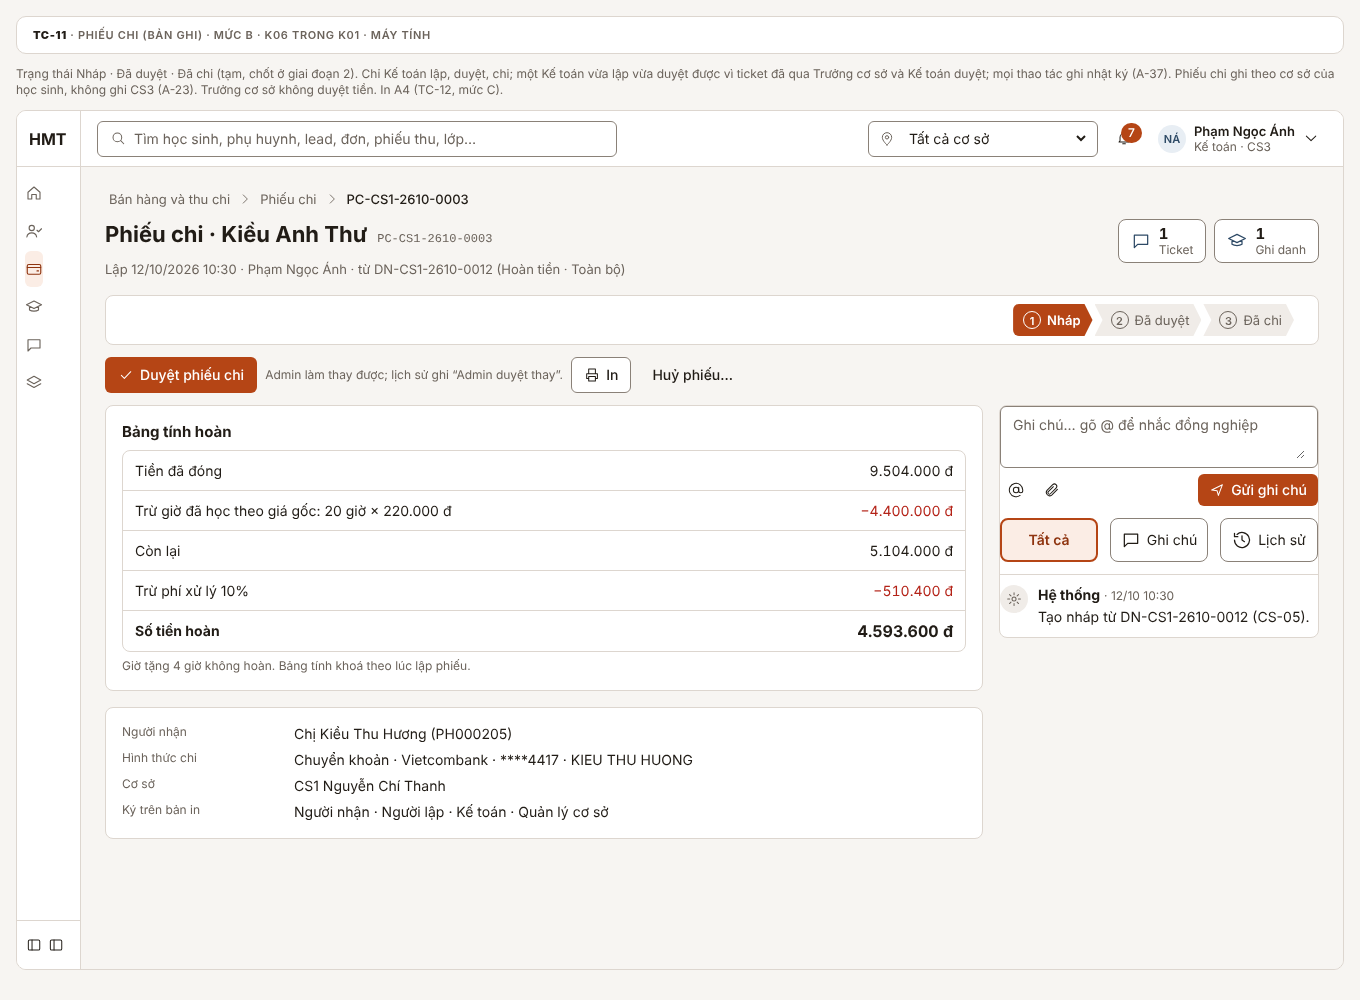 TC-11 · PHIẾU CHI (BẢN GHI) · MỨC B · K06 TRONG K01 · MÁY TÍNH
Trạng thái Nháp · Đã duyệt · Đã chi (tạm, chốt ở giai đoạn 2). Chỉ Kế toán lập, duyệt, chi; một Kế toán vừa lập vừa duyệt được vì ticket đã qua Trưởng cơ sở và Kế toán duyệt; mọi thao tác ghi nhật ký (A-37). Phiếu chi ghi theo cơ sở của
học sinh, không ghi CS3 (A-23). Trưởng cơ sở không duyệt tiền. In A4 (TC-12, mức C).
HMT
Tìm học sinh, phụ huynh, lead, đơn, phiếu thu, lớp...
Tất cả cơ sở
7
NÁ
Phạm Ngọc Ánh
Kế toán · CS3
Bán hàng và thu chi
Phiếu chi
PC-CS1-2610-0003
Phiếu chi · Kiều Anh Thư PC-CS1-2610-0003
Lập 12/10/2026 10:30 · Phạm Ngọc Ánh · từ DN-CS1-2610-0012 (Hoàn tiền · Toàn bộ)
1
Ticket
1
Ghi danh
1 Nháp
2 Đã duyệt
3 Đã chi
Duyệt phiếu chi
Admin làm thay được; lịch sử ghi “Admin duyệt thay”.
In
Huỷ phiếu...
Bảng tính hoàn
Tiền đã đóng 9.504.000 đ
Trừ giờ đã học theo giá gốc: 20 giờ × 220.000 đ −4.400.000 đ
Còn lại 5.104.000 đ
Trừ phí xử lý 10% −510.400 đ
Số tiền hoàn 4.593.600 đ
Giờ tặng 4 giờ không hoàn. Bảng tính khoá theo lúc lập phiếu.
Người nhận Chị Kiều Thu Hương (PH000205)
Hình thức chi Chuyển khoản · Vietcombank · ****4417 · KIEU THU HUONG
Cơ sở CS1 Nguyễn Chí Thanh
Ký trên bản in Người nhận · Người lập · Kế toán · Quản lý cơ sở
Ghi chú... gõ @ để nhắc đồng nghiệp
Gửi ghi chú
Tất cả
Ghi chú
Lịch sử
Hệ thống · 12/10 10:30
Tạo nháp từ DN-CS1-2610-0012 (CS-05).